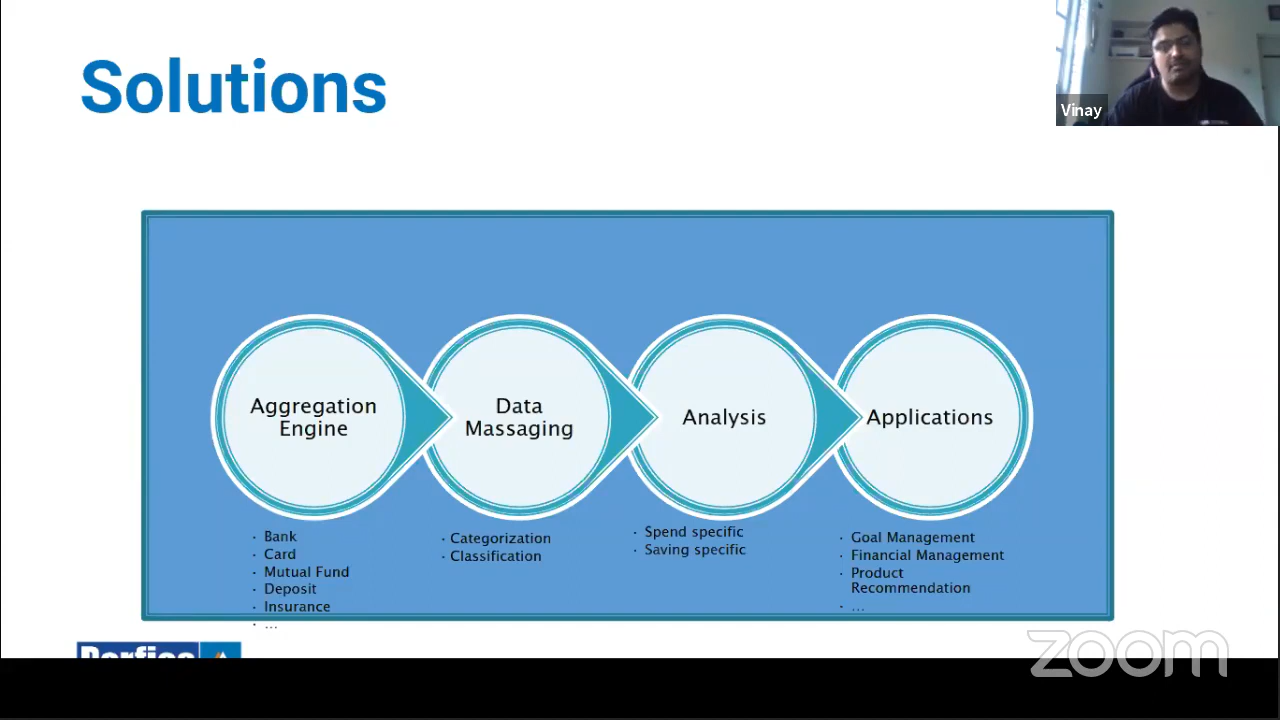 Solutions
Vinay
Aggregation
Engine
Data
Massaging
Analysis
Applications
· Bank
· Card
· Mutual Fund
· Deposit
· Insurance
· ...
· Categorization
· Classification
· Spend specific
· Saving specific
· Goal Management
· Financial Management
· Product
Recommendation
· ...
zoom